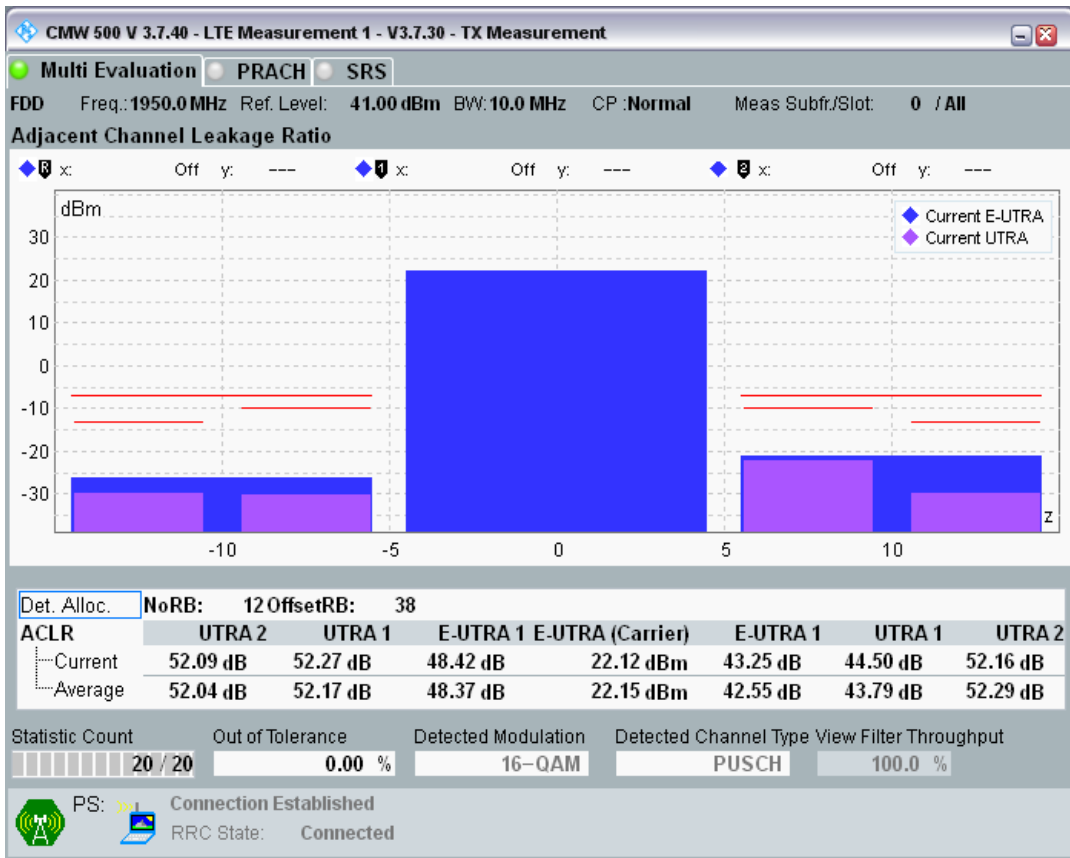 CMW 500 V 3.7.40 - LTE Measurement 1 - V3.7.30 - TX Measurement
Multi Evaluation PRACH SRS
FDD Freq.: 1950.0 MHz Ref. Level: 41.00 dBm BW: 10.0 MHz CP : Normal Meas Subfr./Slot: 0 / All
Adjacent Channel Leakage Ratio
R x: Off y: --- 1 x: Off y: --- 2 x: Off y: ---
dBm
Current E-UTRA
Current UTRA
30
20
10
0
-10
-20
-30
z
-10 -5 0 5 10
Det. Alloc. NoRB: 12 OffsetRB: 38
ACLR UTRA 2 UTRA 1 E-UTRA 1 E-UTRA (Carrier) E-UTRA 1 UTRA 1 UTRA 2
Current 52.09 dB 52.27 dB 48.42 dB 22.12 dBm 43.25 dB 44.50 dB 52.16 dB
Average 52.04 dB 52.17 dB 48.37 dB 22.15 dBm 42.55 dB 43.79 dB 52.29 dB
Statistic Count Out of Tolerance Detected Modulation Detected Channel Type View Filter Throughput
20 / 20 0.00 % 16-QAM PUSCH 100.0 %
PS: Connection Established
RRC State: Connected